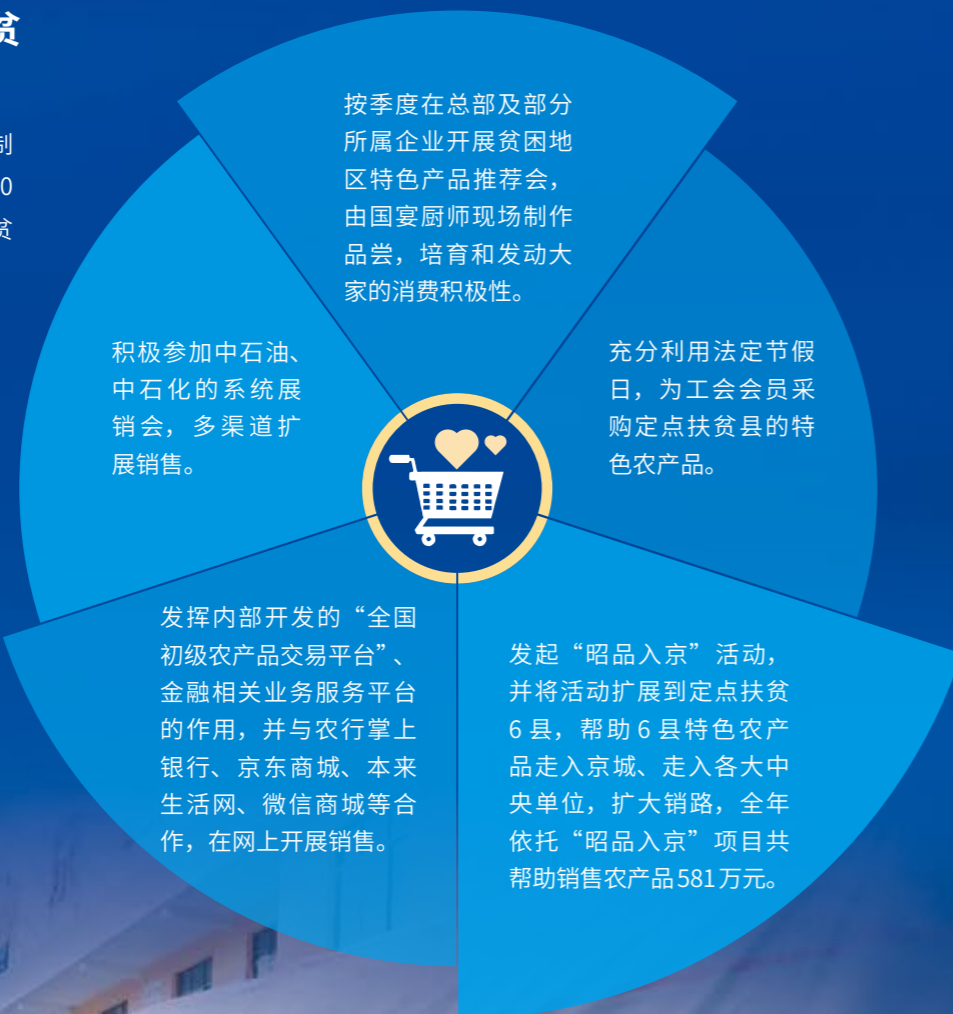 贫
制
0
贫
按季度在总部及部分
所属企业开展贫困地
区特色产品推荐会，
由国宴厨师现场制作
品尝，培育和发动大
家的消费积极性。
充分利用法定节假
日，为工会会员采
购定点扶贫县的特
色农产品。
发起“昭品入京”活动，
并将活动扩展到定点扶贫
6 县，帮助 6 县特色农产
品走入京城、走入各大中
央单位，扩大销路，全年
依托“昭品入京”项目共
帮助销售农产品581万元。
发挥内部开发的“全国
初级农产品交易平台”、
金融相关业务服务平台
的作用，并与农行掌上
银行、京东商城、本来
生活网、微信商城等合
作，在网上开展销售。
积极参加中石油、
中石化的系统展
销会，多渠道扩
展销售。